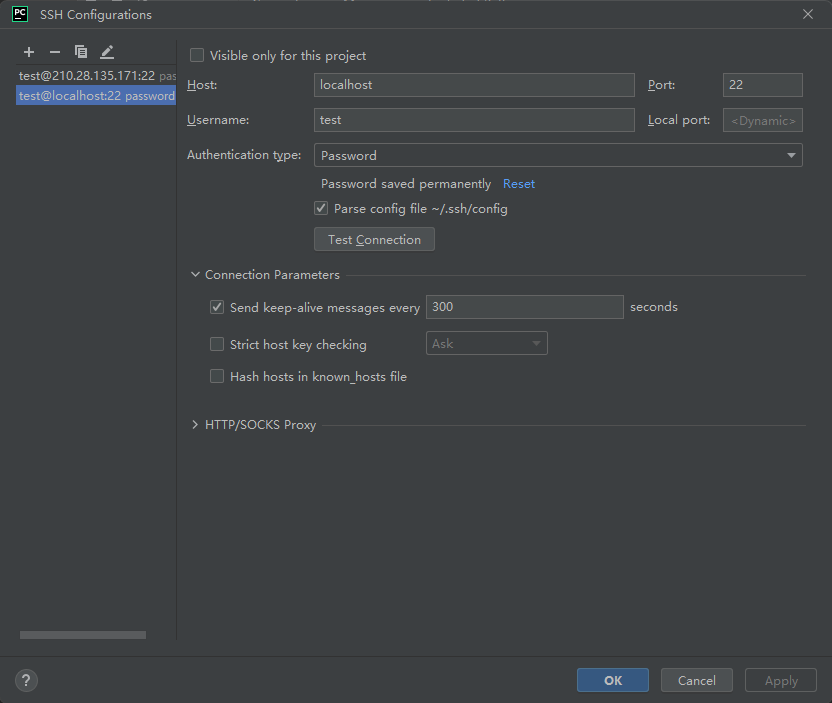 PC SSH Configurations
test@210.28.135.171:22 pas
test@localhost:22 password
Visible only for this project
Host: localhost Port: 22
Username: test Local port: <Dynamic>
Authentication type: Password
Password saved permanently Reset
Parse config file ~/.ssh/config
Test Connection
Connection Parameters
Send keep-alive messages every 300 seconds
Strict host key checking Ask
Hash hosts in known_hosts file
HTTP/SOCKS Proxy
? OK Cancel Apply